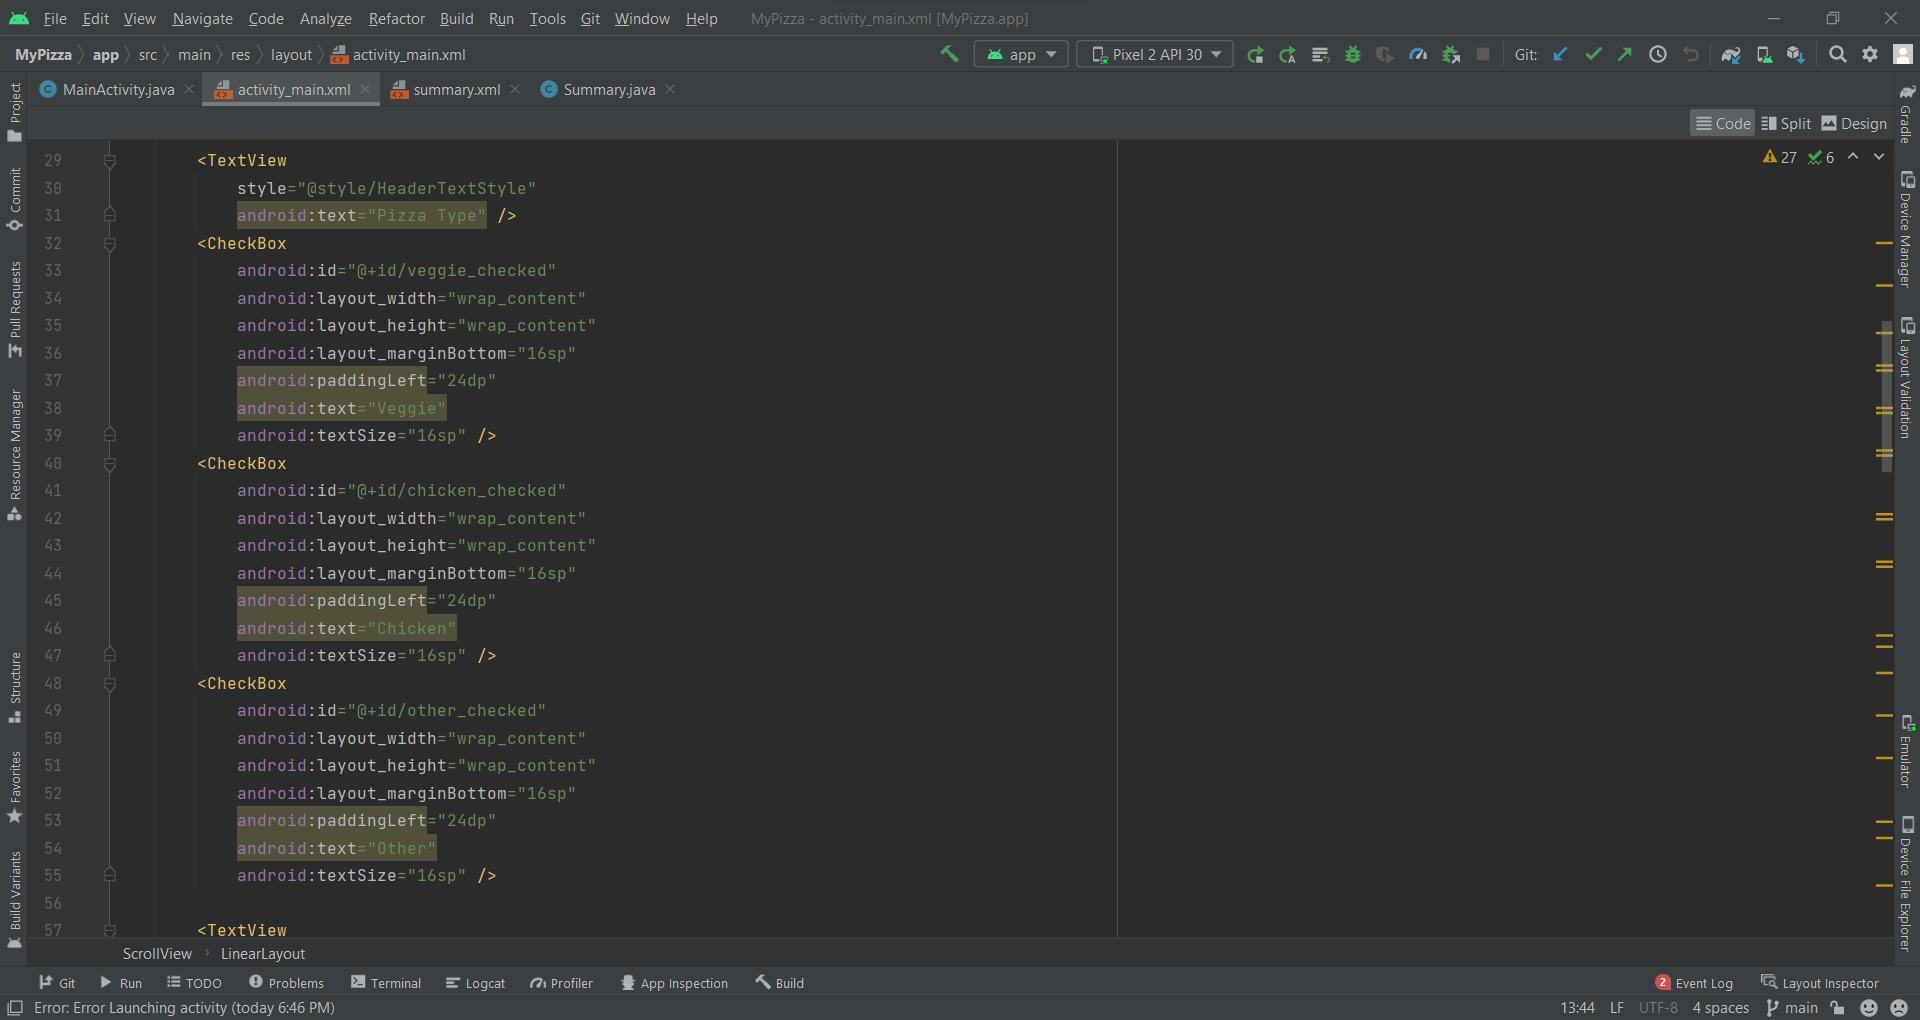 File Edit View Navigate Code Analyze Refactor Build Run Tools Git Window Help MyPizza - activity_main.xml [MyPizza.app]
MyPizza app src main res layout activity_main.xml app Pixel 2 API 30 Git:
MainActivity.java activity_main.xml summary.xml Summary.java
Code Split Design
27 6
29 <TextView
30 style="@style/HeaderTextStyle"
31 android:text="Pizza Type" />
32 <CheckBox
33 android:id="@+id/veggie_checked"
34 android:layout_width="wrap_content"
35 android:layout_height="wrap_content"
36 android:layout_marginBottom="16sp"
37 android:paddingLeft="24dp"
38 android:text="Veggie"
39 android:textSize="16sp" />
40 <CheckBox
41 android:id="@+id/chicken_checked"
42 android:layout_width="wrap_content"
43 android:layout_height="wrap_content"
44 android:layout_marginBottom="16sp"
45 android:paddingLeft="24dp"
46 android:text="Chicken"
47 android:textSize="16sp" />
48 <CheckBox
49 android:id="@+id/other_checked"
50 android:layout_width="wrap_content"
51 android:layout_height="wrap_content"
52 android:layout_marginBottom="16sp"
53 android:paddingLeft="24dp"
54 android:text="Other"
55 android:textSize="16sp" />
56
57 <TextView
ScrollView LinearLayout
Project
Commit
Pull Requests
Resource Manager
Structure
Favorites
Build Variants
Gradle
Device Manager
Layout Validation
Emulator
Device File Explorer
Git Run TODO Problems Terminal Logcat Profiler App Inspection Build 2 Event Log Layout Inspector
Error: Error Launching activity (today 6:46 PM) 13:44 LF UTF-8 4 spaces main